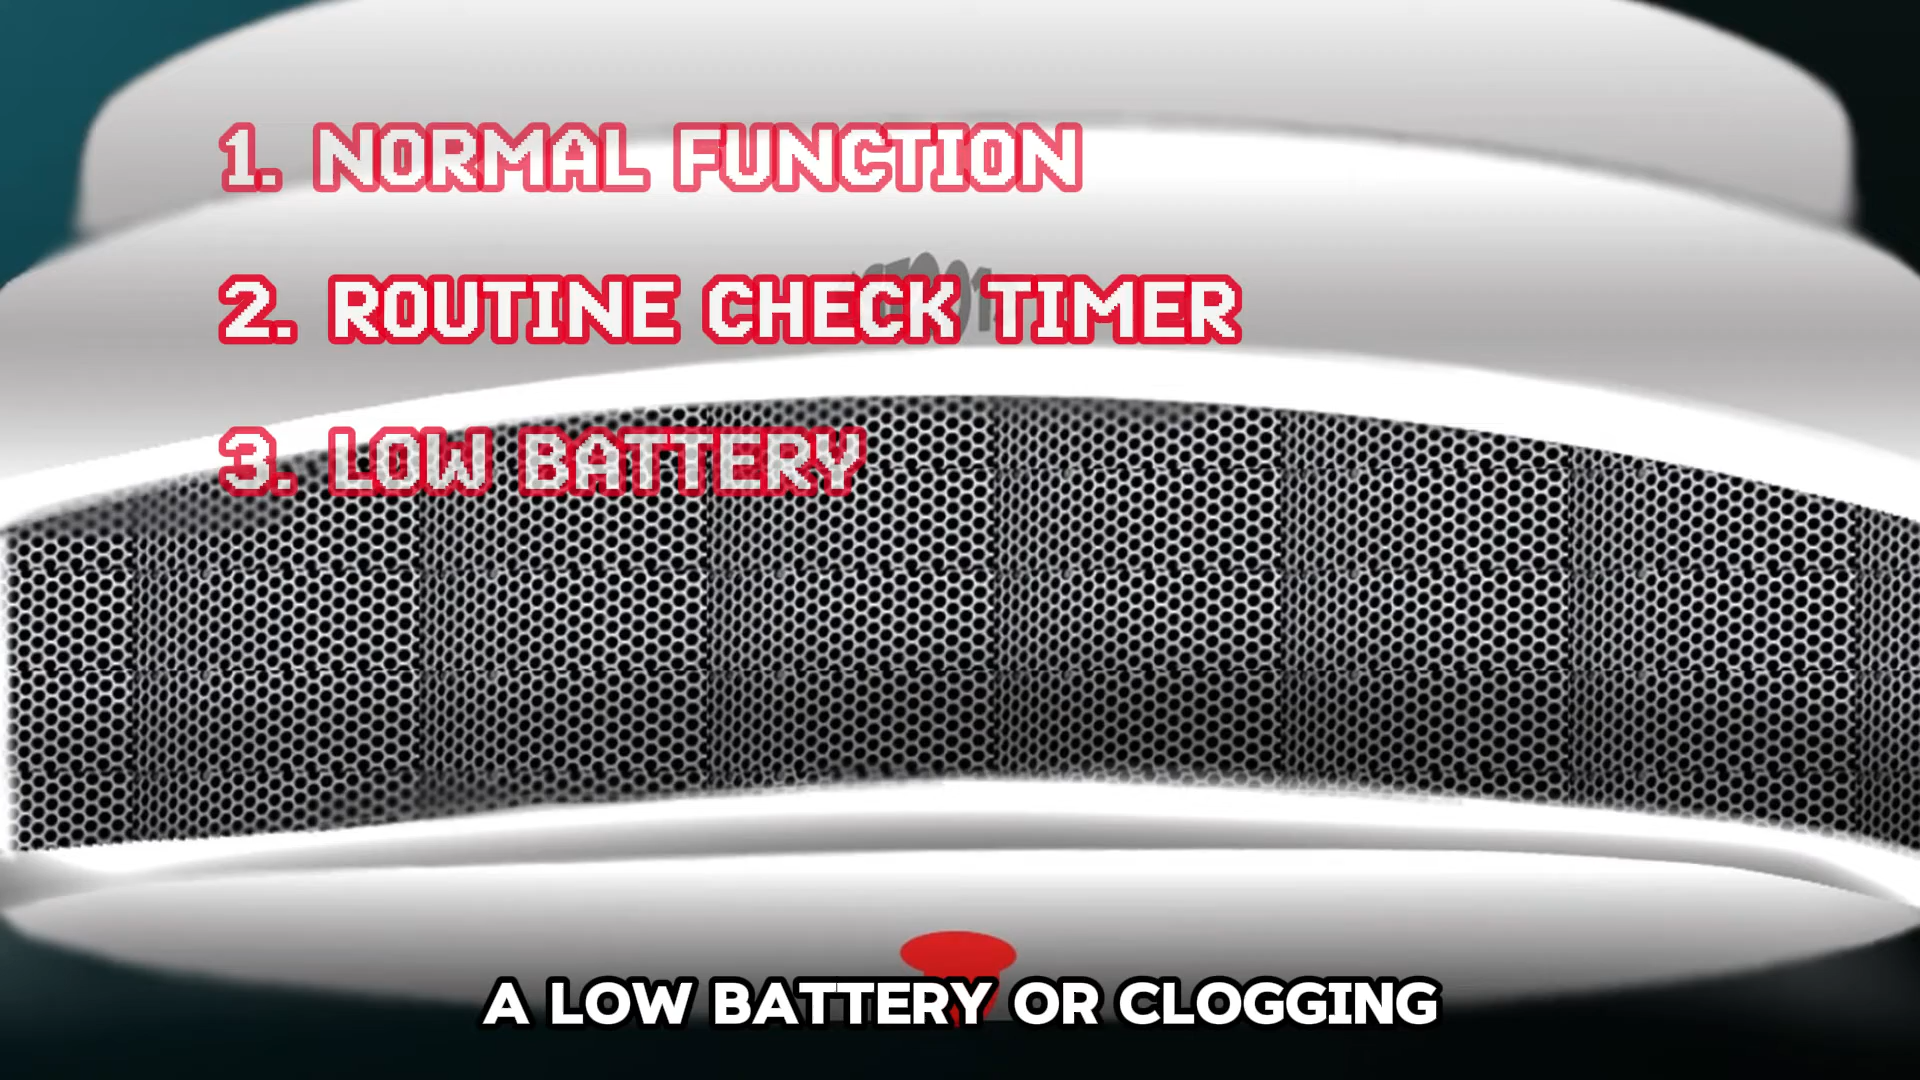 1. NORMAL FUNCTION
2. ROUTINE CHECK TIMER
3. LOW BATTERY
A LOW BATTERY OR CLOGGING